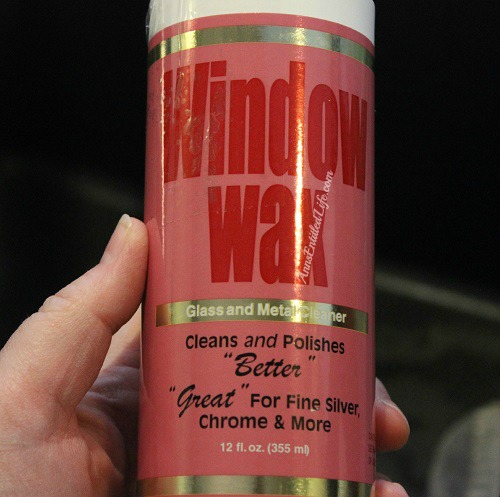 Window
wax
AnnsEntitledLife.com
Glass and Metal Cleaner
Cleans and Polishes
"Better"
"Great" For Fine Silver,
Chrome & More
12 fl. oz. (355 ml)